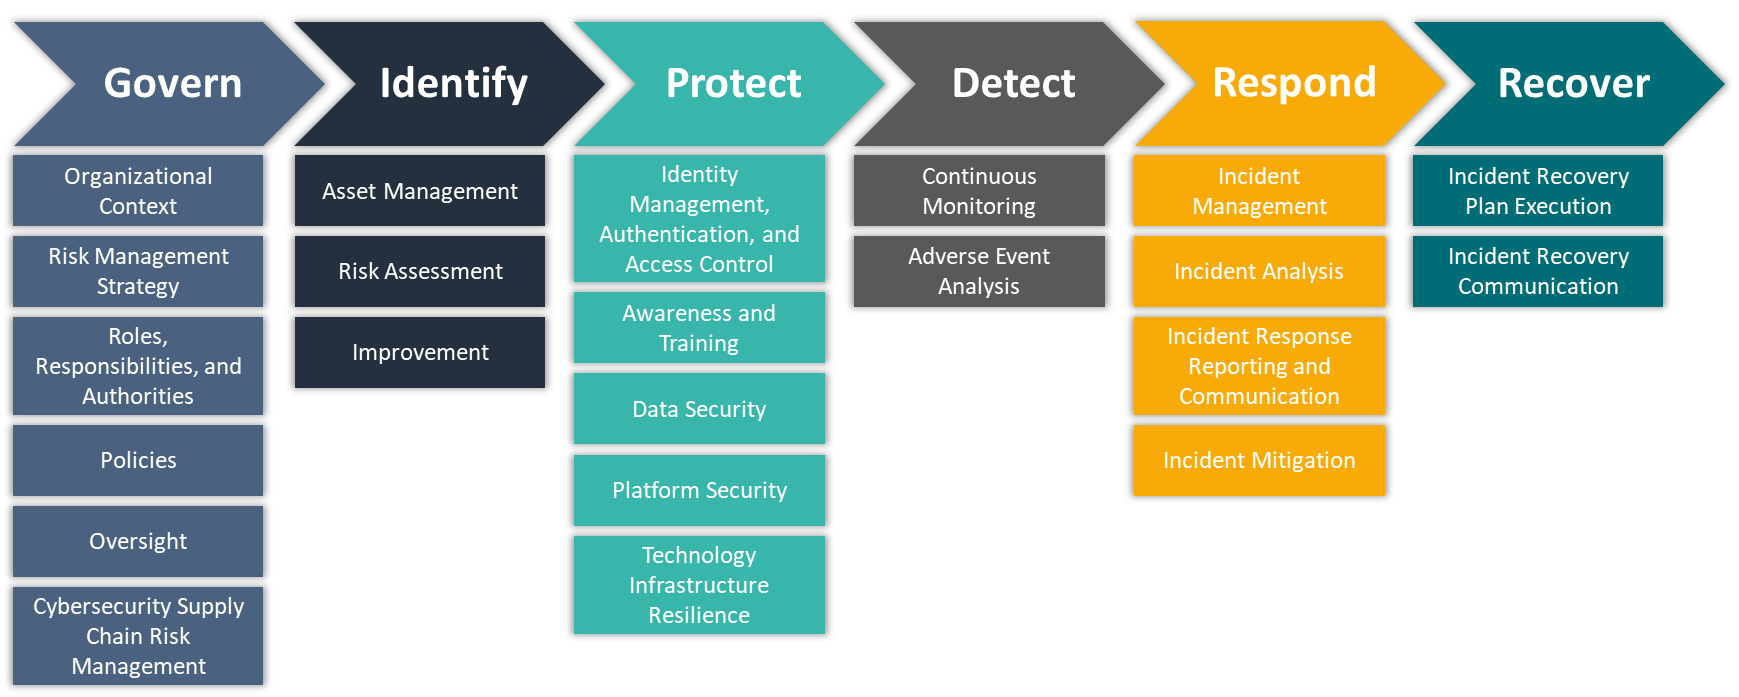 Govern
Identify
Protect
Detect
Respond
Recover
Organizational
Context
Risk Management
Strategy
Roles,
Responsibilities, and
Authorities
Policies
Oversight
Cybersecurity Supply
Chain Risk
Management
Asset Management
Risk Assessment
Improvement
Identity
Management,
Authentication, and
Access Control
Awareness and
Training
Data Security
Platform Security
Technology
Infrastructure
Resilience
Continuous
Monitoring
Adverse Event
Analysis
Incident
Management
Incident Analysis
Incident Response
Reporting and
Communication
Incident Mitigation
Incident Recovery
Plan Execution
Incident Recovery
Communication